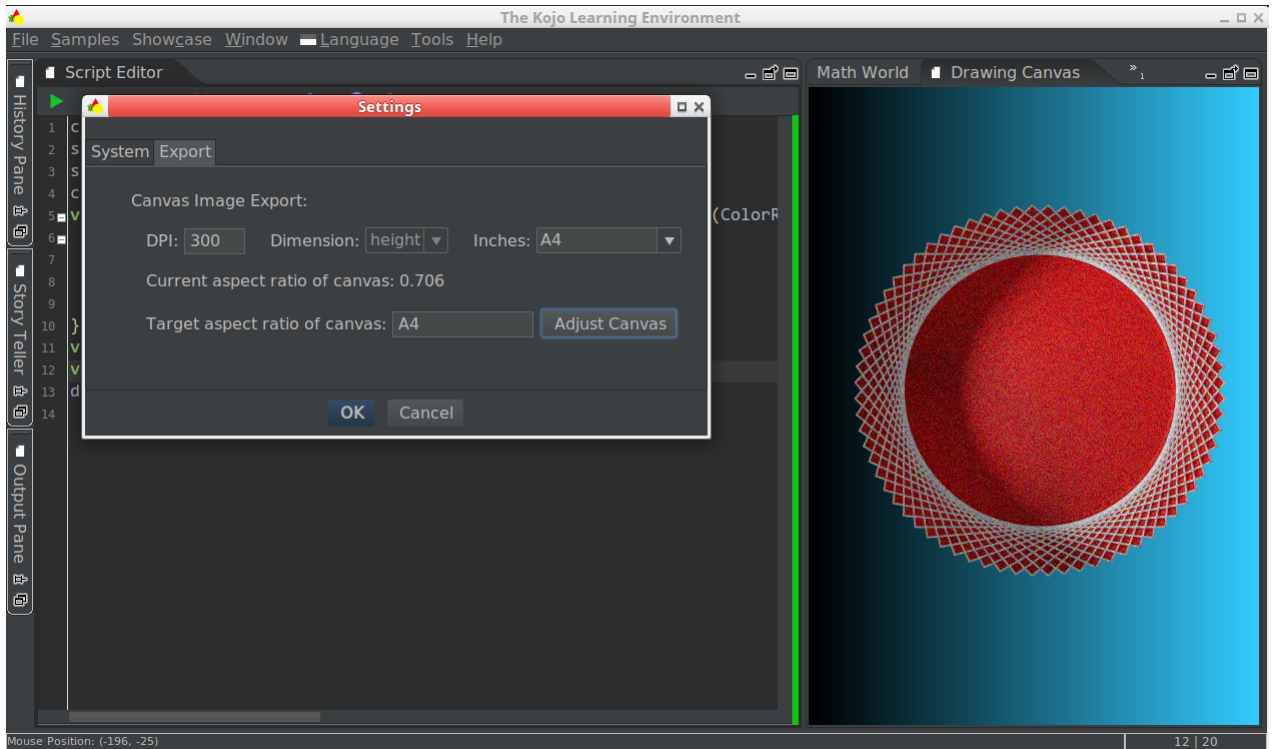 The Kojo Learning Environment
File Samples Showcase Window Language Tools Help
History Pane
Story Teller
Output Pane
Script Editor
Math World
Drawing Canvas
» 1
Settings
System Export
Canvas Image Export:
DPI: 300 Dimension: height Inches: A4
Current aspect ratio of canvas: 0.706
Target aspect ratio of canvas: A4 Adjust Canvas
OK Cancel
1 c
2 s
3 s
4 c
5 v (ColorR
6
7
8
9
10 }
11 v
12 v
13 d
14
Mouse Position: (-196, -25)
12 | 20